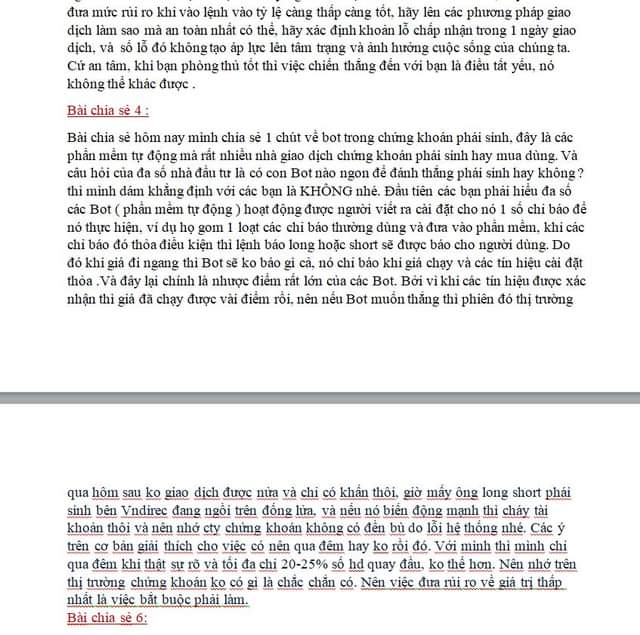 đưa mức rủi ro khi vào lệnh vào tỷ lệ càng thấp càng tốt, hãy lên các phương pháp giao
dịch làm sao mà an toàn nhất có thể, hãy xác định khoản lỗ chấp nhận trong 1 ngày giao
dịch, và số lỗ đó không tạo áp lực lên tâm trạng và ảnh hưởng cuộc sống của chúng ta.
Cứ an tâm, khi bạn phòng thủ tốt thì việc chiến thắng đến với bạn là điều tất yếu, nó
không thể khác được .
Bài chia sẻ 4 :
Bài chia sẻ hôm nay mình chia sẻ 1 chút về bot trong chứng khoán phái sinh, đây là các
phần mềm tự động mà rất nhiều nhà giao dịch chứng khoán phái sinh hay mua dùng. Và
câu hỏi của đa số nhà đầu tư là có con Bot nào ngon để đánh thắng phái sinh hay không ?
thì mình dám khẳng định với các bạn là KHÔNG nhé. Đầu tiên các bạn phải hiểu đa số
các Bot ( phần mềm tự động ) hoạt động được người viết ra cài đặt cho nó 1 số chỉ báo để
nó thực hiện, ví dụ họ gom 1 loạt các chỉ báo thường dùng và đưa vào phần mềm, khi các
chỉ báo đó thỏa điều kiện thì lệnh báo long hoặc short sẽ được báo cho người dùng. Do
đó khi giá đi ngang thì Bot sẽ ko báo gì cả, nó chỉ báo khi giá chạy và các tín hiệu cài đặt
thỏa .Và đây lại chính là nhược điểm rất lớn của các Bot. Bởi vì khi các tín hiệu được xác
nhận thì giá đã chạy được vài điểm rồi, nên nếu Bot muốn thắng thì phiên đó thị trường
qua hôm sau ko giao dịch được nữa và chỉ có khấn thôi, giờ mấy ông long short phái
sinh bên Vndirec đang ngồi trên đống lửa, và nếu nó biến động mạnh thì cháy tài
khoản thôi và nên nhớ cty chứng khoán không có đền bù do lỗi hệ thống nhé. Các ý
trên cơ bản giải thích cho việc có nên qua đêm hay ko rồi đó. Với mình thì mình chỉ
qua đêm khi thật sự rõ và tối đa chỉ 20-25% số hd quay đầu, ko thể hơn. Nên nhớ trên
thị trường chứng khoán ko có gì là chắc chắn cả. Nên việc đưa rủi ro về giá trị thấp
nhất là việc bắt buộc phải làm.
Bài chia sẻ 6: